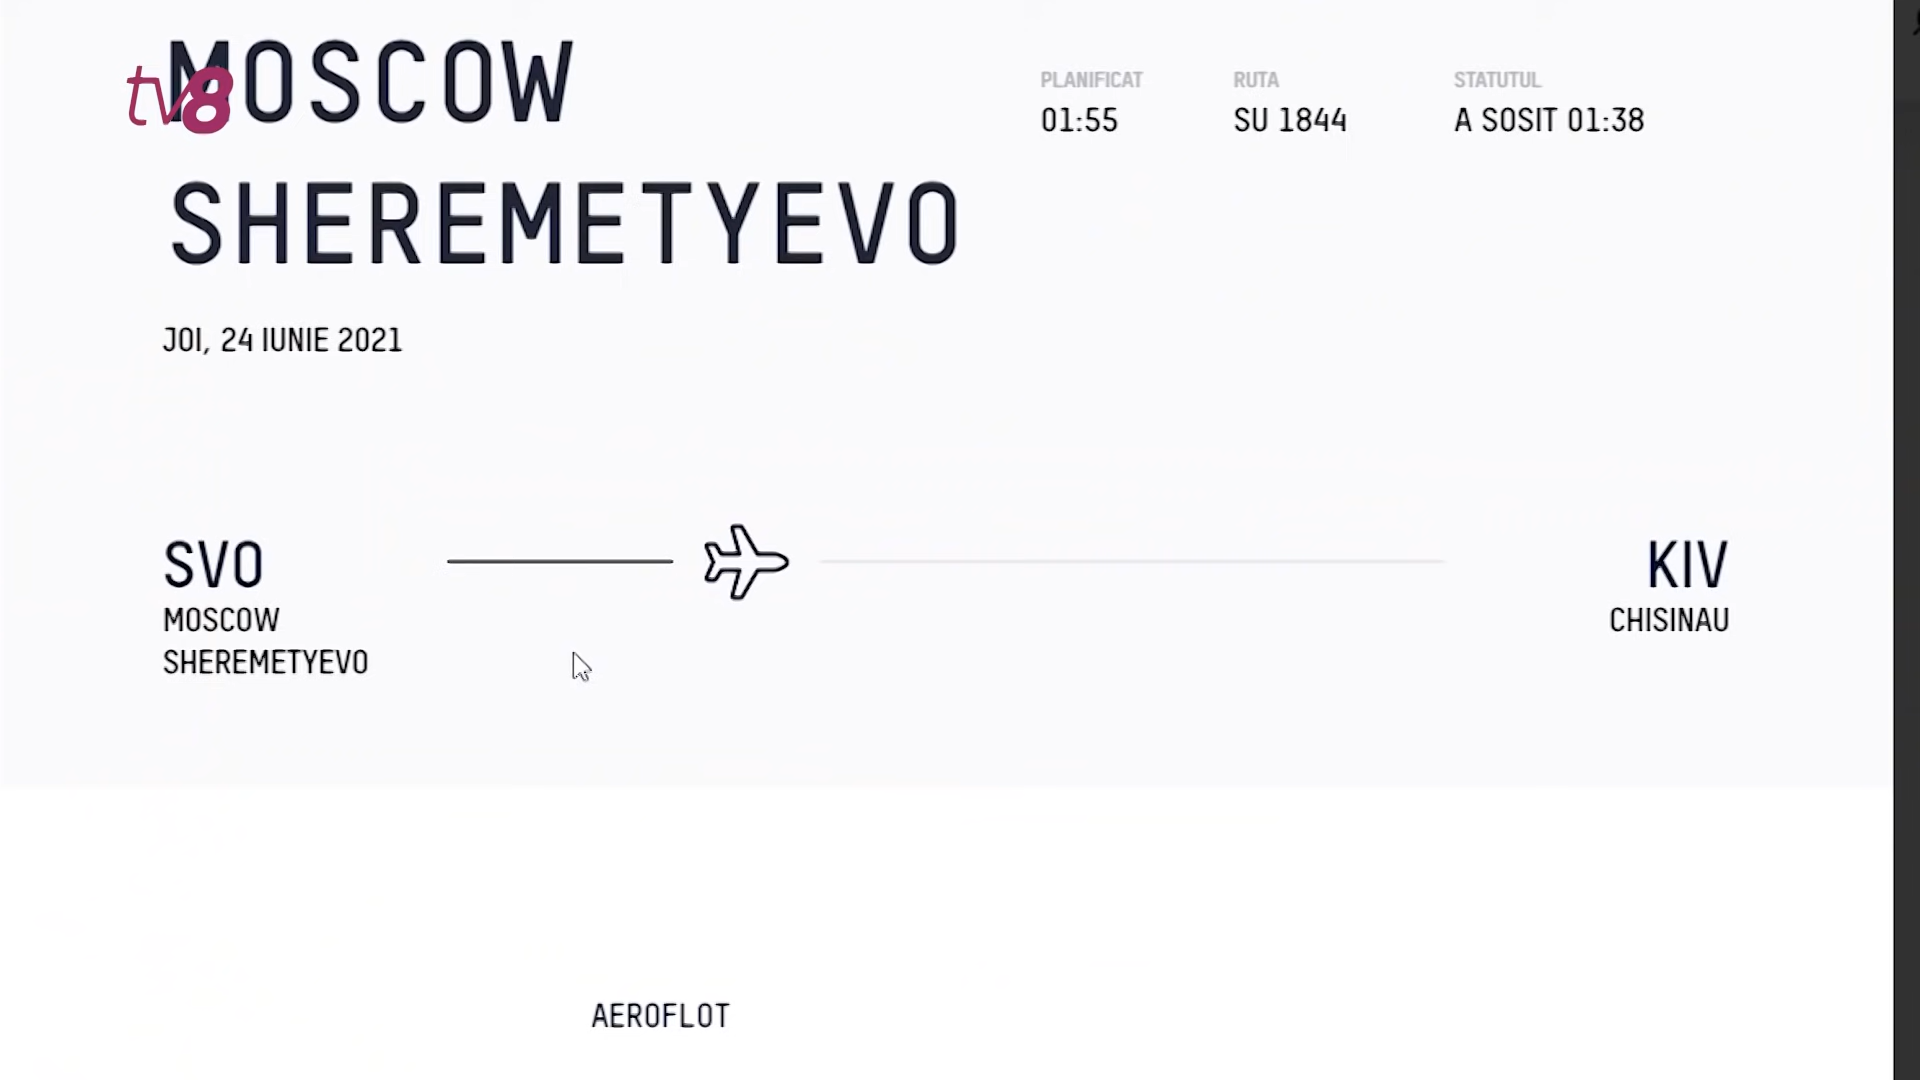 tv8
MOSCOW
SHEREMETYEVO
PLANIFICAT
01:55
RUTA
SU 1844
STATUTUL
A SOSIT 01:38
JOI, 24 IUNIE 2021
SVO
MOSCOW
SHEREMETYEVO
KIV
CHISINAU
AEROFLOT